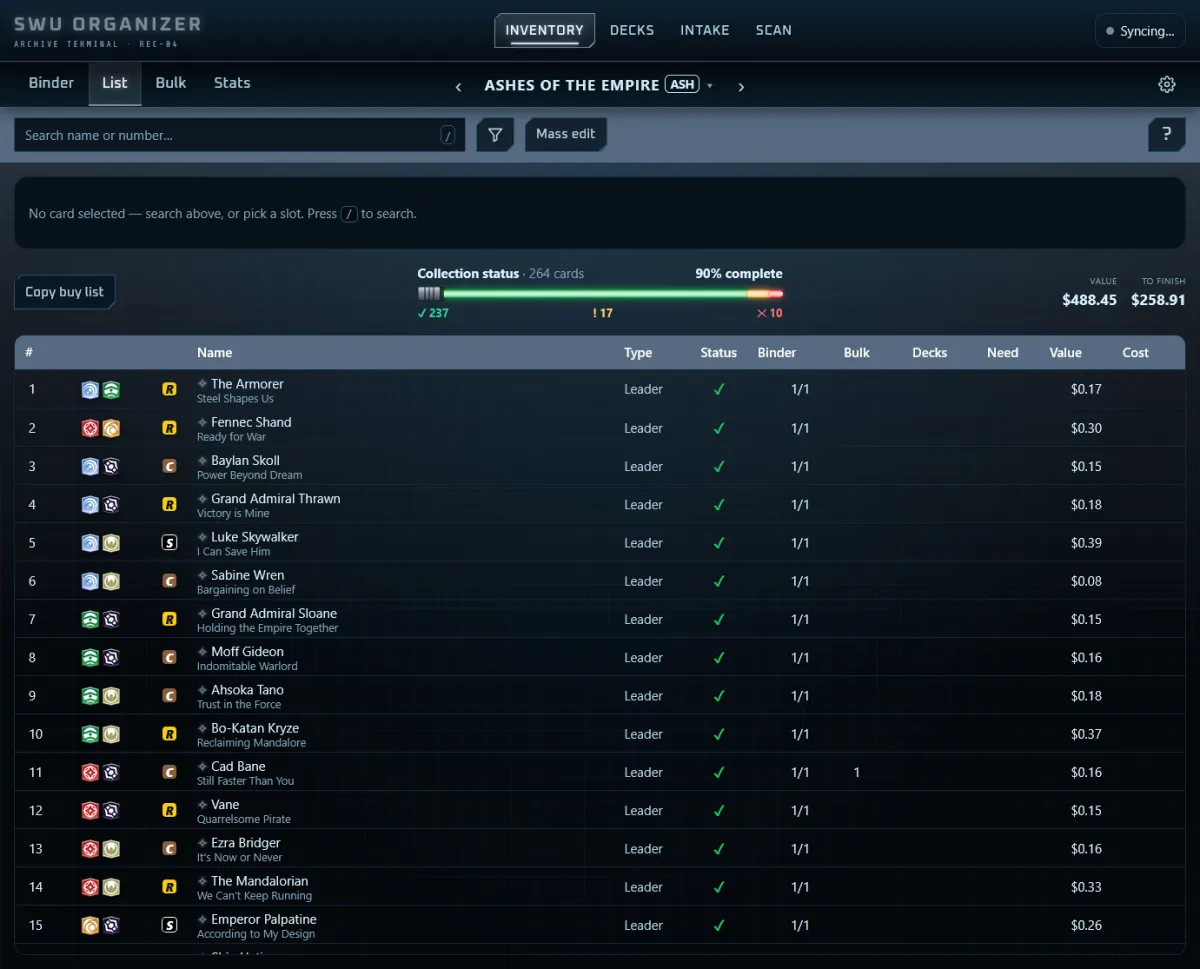 SWU ORGANIZER
ARCHIVE TERMINAL · REC-04
INVENTORY DECKS INTAKE SCAN
Syncing...
Binder List Bulk Stats
‹ ASHES OF THE EMPIRE ASH ▾ ›
Search name or number... /
Mass edit
?
No card selected — search above, or pick a slot. Press / to search.
Copy buy list
Collection status · 264 cards 90% complete
✓ 237 ! 17 × 10
VALUE TO FINISH
$488.45 $258.91
# Name Type Status Binder Bulk Decks Need Value Cost
1 R The Armorer Leader ✓ 1/1 $0.17
Steel Shapes Us
2 R Fennec Shand Leader ✓ 1/1 $0.30
Ready for War
3 C Baylan Skoll Leader ✓ 1/1 $0.15
Power Beyond Dream
4 R Grand Admiral Thrawn Leader ✓ 1/1 $0.18
Victory is Mine
5 S Luke Skywalker Leader ✓ 1/1 $0.39
I Can Save Him
6 C Sabine Wren Leader ✓ 1/1 $0.08
Bargaining on Belief
7 R Grand Admiral Sloane Leader ✓ 1/1 $0.15
Holding the Empire Together
8 C Moff Gideon Leader ✓ 1/1 $0.16
Indomitable Warlord
9 C Ahsoka Tano Leader ✓ 1/1 $0.18
Trust in the Force
10 R Bo-Katan Kryze Leader ✓ 1/1 $0.37
Reclaiming Mandalore
11 C Cad Bane Leader ✓ 1/1 1 $0.16
Still Faster Than You
12 R Vane Leader ✓ 1/1 $0.15
Quarrelsome Pirate
13 C Ezra Bridger Leader ✓ 1/1 $0.16
It's Now or Never
14 R The Mandalorian Leader ✓ 1/1 $0.33
We Can't Keep Running
15 S Emperor Palpatine Leader ✓ 1/1 $0.26
According to My Design